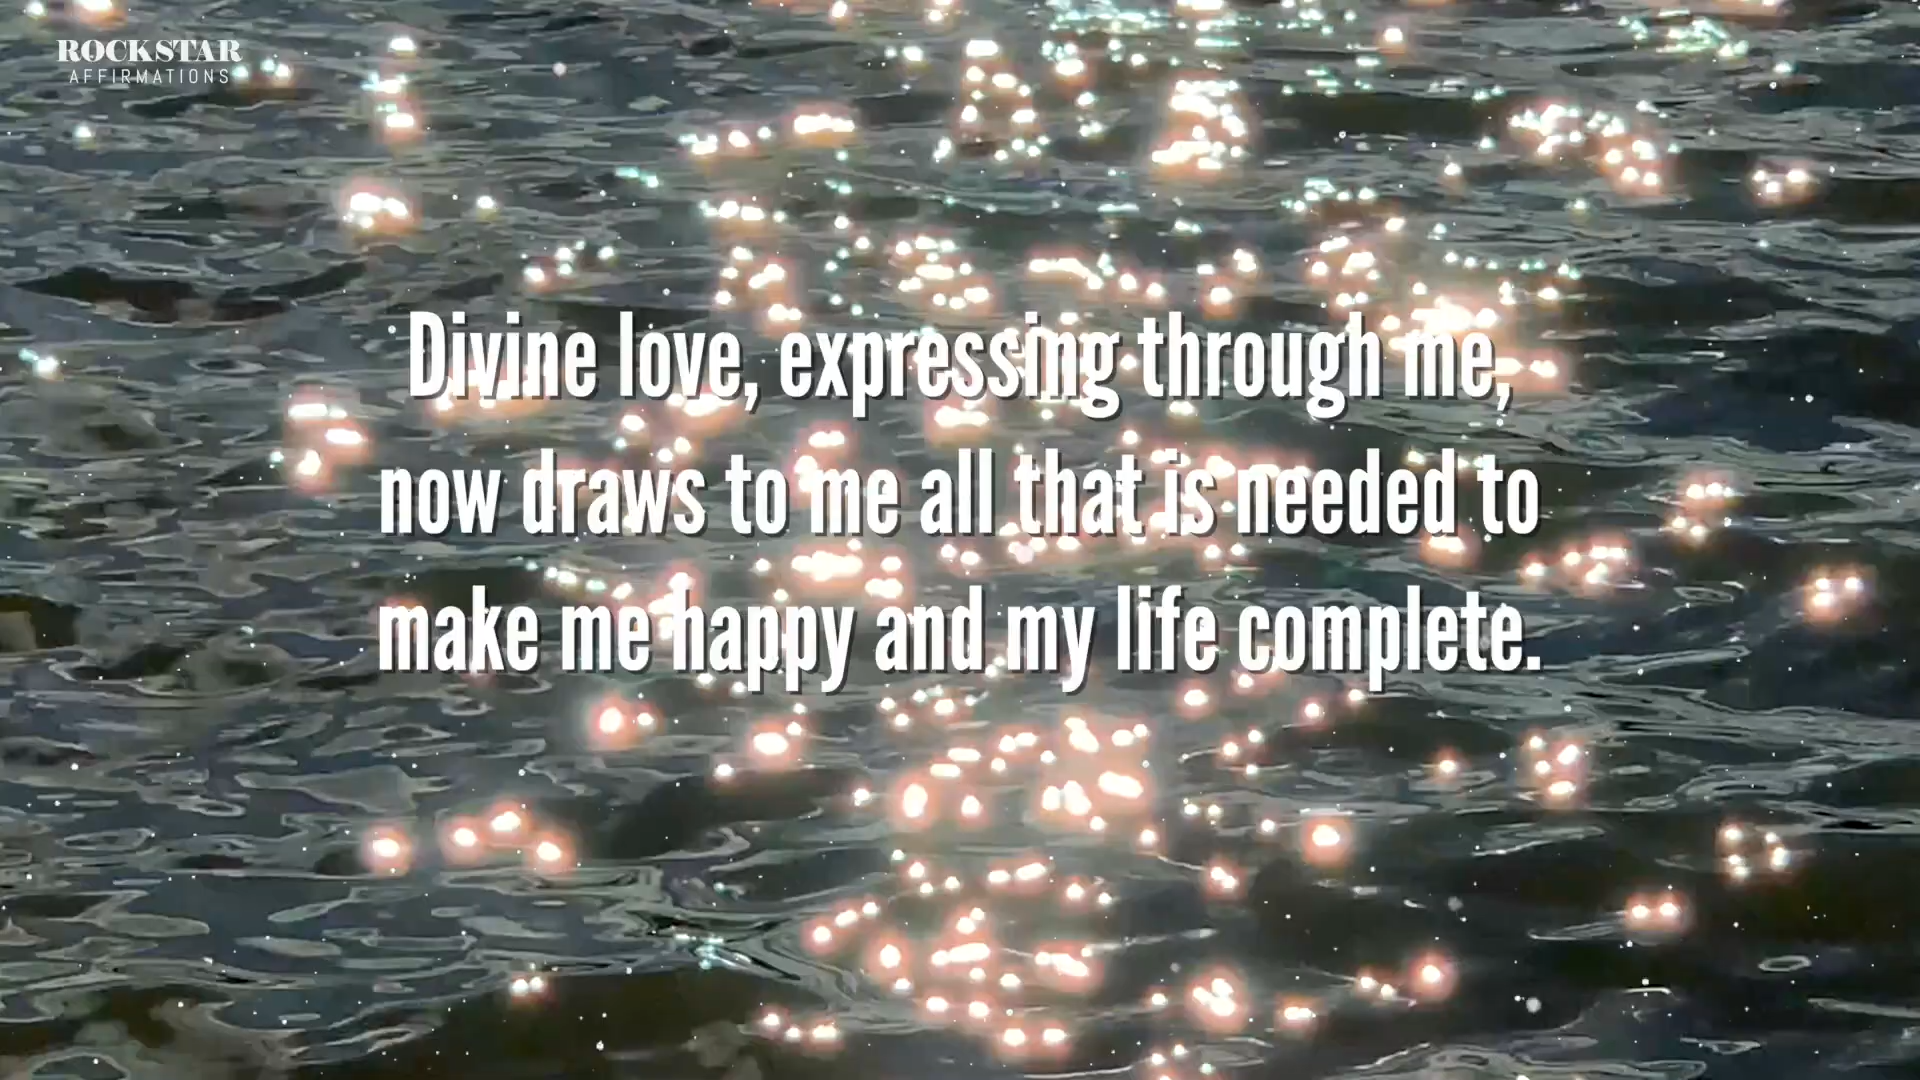 ROCKSTAR
AFFIRMATIONS
Divine love, expressing through me,
now draws to me all that is needed to
make me happy and my life complete.